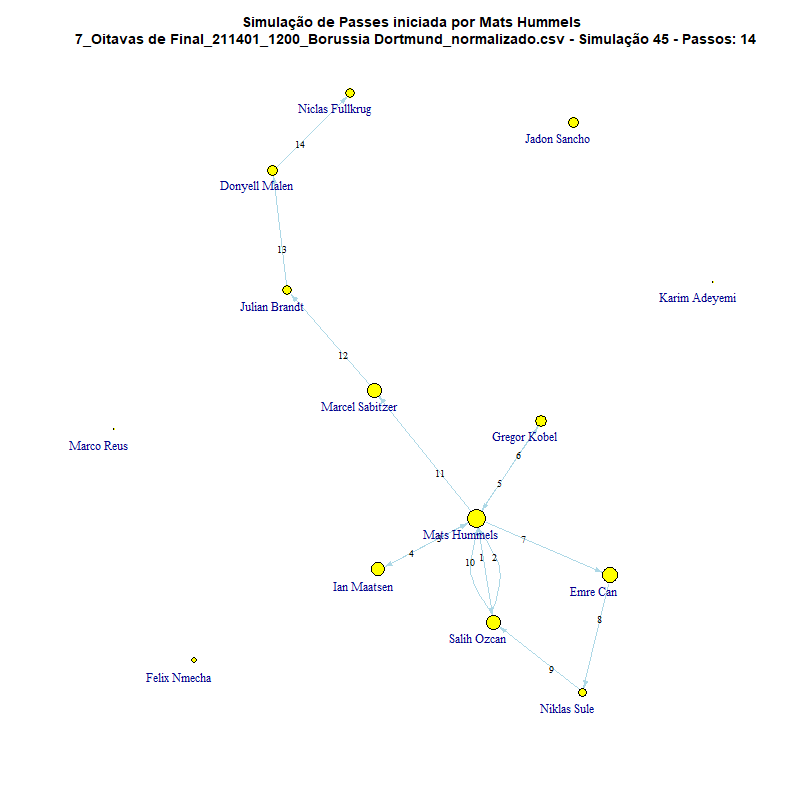 Simulação de Passes iniciada por Mats Hummels
7_Oitavas de Final_211401_1200_Borussia Dortmund_normalizado.csv - Simulação 45 - Passos: 14
Niclas Fullkrug
Jadon Sancho
14
Donyell Malen
13
Karim Adeyemi
Julian Brandt
12
Marcel Sabitzer
Gregor Kobel
Marco Reus
6
11
5
Mats Hummels
7
4
1
2
10
Ian Maatsen
Emre Can
8
Salih Ozcan
9
Felix Nmecha
Niklas Sule